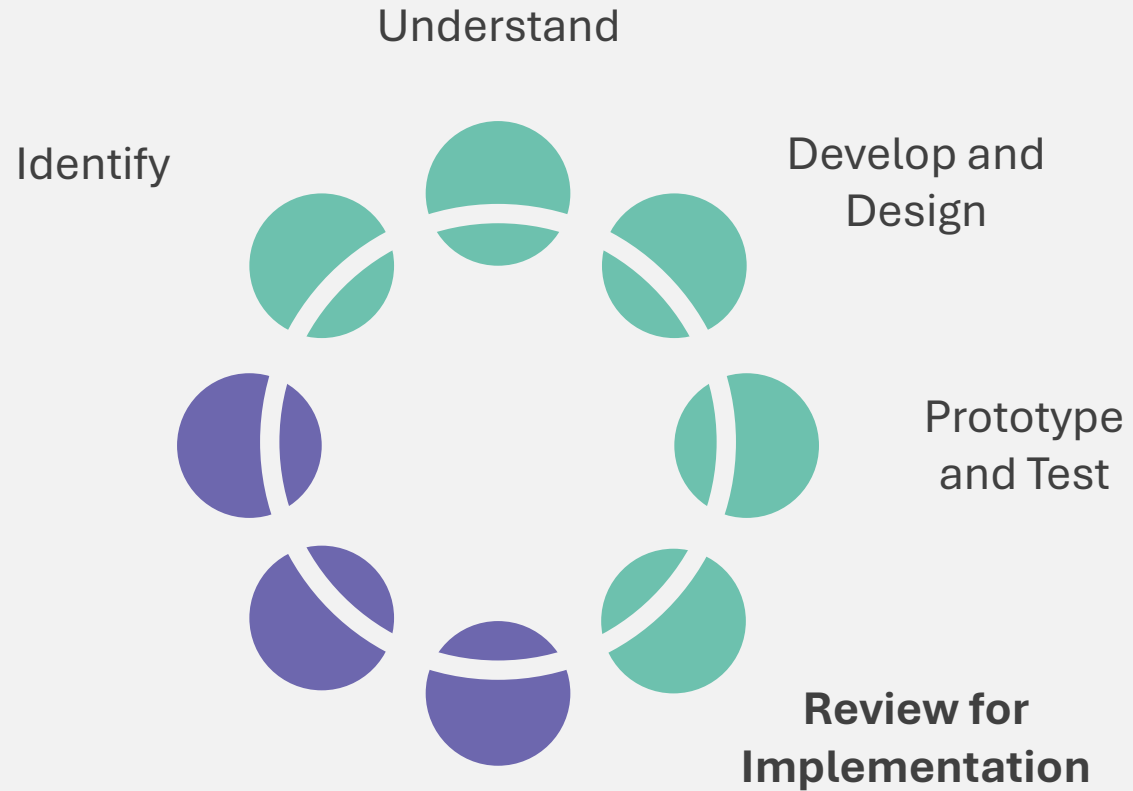 Understand
Identify
Develop and
Design
Prototype
and Test
Review for
Implementation